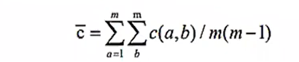 c̅ = ∑_{a=1}^{m} ∑_{b}^{m} c(a,b) / m(m−1)